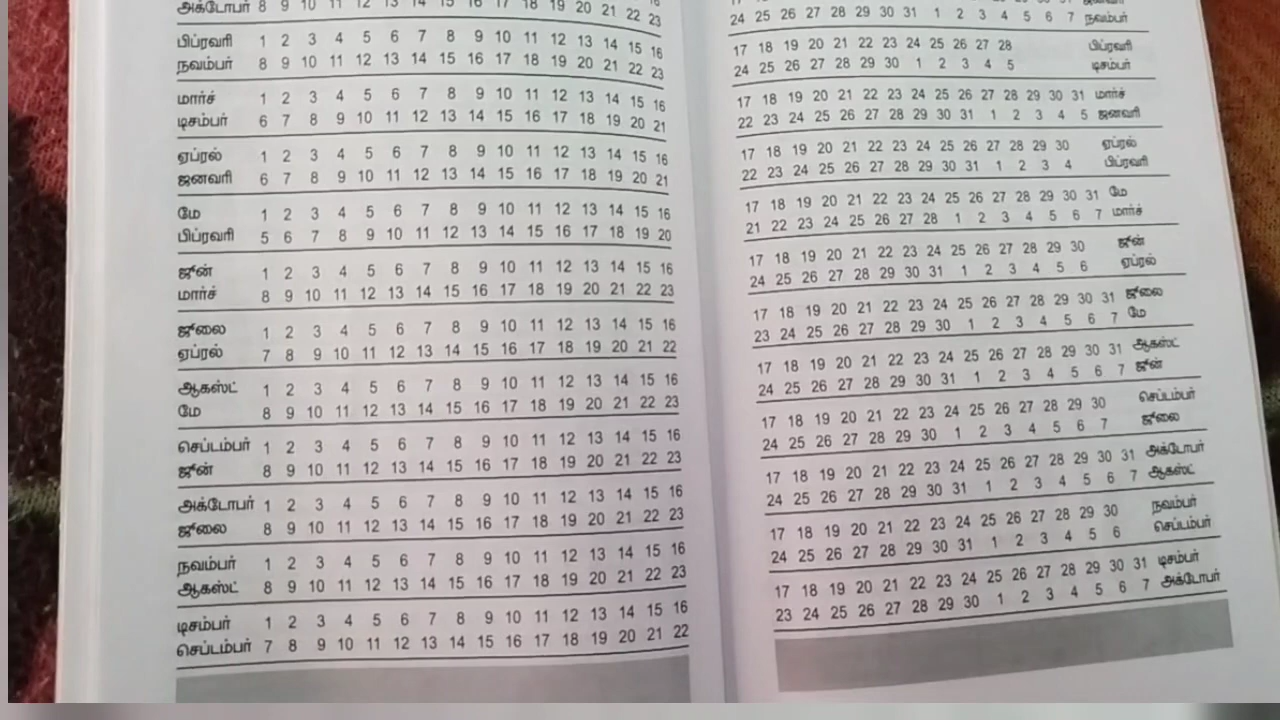 அக்டோபர் 8 9 10 11 12 13 14 15 16 17 18 19 20 21 22 23
பிப்ரவரி 1 2 3 4 5 6 7 8 9 10 11 12 13 14 15 16
நவம்பர் 8 9 10 11 12 13 14 15 16 17 18 19 20 21 22 23
மார்ச் 1 2 3 4 5 6 7 8 9 10 11 12 13 14 15 16
டிசம்பர் 6 7 8 9 10 11 12 13 14 15 16 17 18 19 20 21
ஏப்ரல் 1 2 3 4 5 6 7 8 9 10 11 12 13 14 15 16
ஜனவரி 6 7 8 9 10 11 12 13 14 15 16 17 18 19 20 21
மே 1 2 3 4 5 6 7 8 9 10 11 12 13 14 15 16
பிப்ரவரி 5 6 7 8 9 10 11 12 13 14 15 16 17 18 19 20
ஜூன் 1 2 3 4 5 6 7 8 9 10 11 12 13 14 15 16
மார்ச் 8 9 10 11 12 13 14 15 16 17 18 19 20 21 22 23
ஜூலை 1 2 3 4 5 6 7 8 9 10 11 12 13 14 15 16
ஏப்ரல் 7 8 9 10 11 12 13 14 15 16 17 18 19 20 21 22
ஆகஸ்ட் 1 2 3 4 5 6 7 8 9 10 11 12 13 14 15 16
மே 8 9 10 11 12 13 14 15 16 17 18 19 20 21 22 23
செப்டம்பர் 1 2 3 4 5 6 7 8 9 10 11 12 13 14 15 16
ஜூன் 8 9 10 11 12 13 14 15 16 17 18 19 20 21 22 23
அக்டோபர் 1 2 3 4 5 6 7 8 9 10 11 12 13 14 15 16
ஜூலை 8 9 10 11 12 13 14 15 16 17 18 19 20 21 22 23
நவம்பர் 1 2 3 4 5 6 7 8 9 10 11 12 13 14 15 16
ஆகஸ்ட் 8 9 10 11 12 13 14 15 16 17 18 19 20 21 22 23
டிசம்பர் 1 2 3 4 5 6 7 8 9 10 11 12 13 14 15 16
செப்டம்பர் 7 8 9 10 11 12 13 14 15 16 17 18 19 20 21 22
24 25 26 27 28 29 30 31 1 2 3 4 5 6 7 நவம்பர்
17 18 19 20 21 22 23 24 25 26 27 28 பிப்ரவரி
24 25 26 27 28 29 30 1 2 3 4 5 டிசம்பர்
17 18 19 20 21 22 23 24 25 26 27 28 29 30 31 மார்ச்
22 23 24 25 26 27 28 29 30 31 1 2 3 4 5 ஜனவரி
17 18 19 20 21 22 23 24 25 26 27 28 29 30 ஏப்ரல்
22 23 24 25 26 27 28 29 30 31 1 2 3 4 பிப்ரவரி
17 18 19 20 21 22 23 24 25 26 27 28 29 30 31 மே
21 22 23 24 25 26 27 28 1 2 3 4 5 6 7 மார்ச்
17 18 19 20 21 22 23 24 25 26 27 28 29 30 ஜூன்
24 25 26 27 28 29 30 31 1 2 3 4 5 6 ஏப்ரல்
17 18 19 20 21 22 23 24 25 26 27 28 29 30 31 ஜூலை
23 24 25 26 27 28 29 30 1 2 3 4 5 6 7 மே
17 18 19 20 21 22 23 24 25 26 27 28 29 30 31 ஆகஸ்ட்
24 25 26 27 28 29 30 31 1 2 3 4 5 6 7 ஜூன்
17 18 19 20 21 22 23 24 25 26 27 28 29 30 செப்டம்பர்
24 25 26 27 28 29 30 1 2 3 4 5 6 7 ஜூலை
17 18 19 20 21 22 23 24 25 26 27 28 29 30 31 அக்டோபர்
24 25 26 27 28 29 30 31 1 2 3 4 5 6 7 ஆகஸ்ட்
17 18 19 20 21 22 23 24 25 26 27 28 29 30 நவம்பர்
24 25 26 27 28 29 30 31 1 2 3 4 5 6 செப்டம்பர்
17 18 19 20 21 22 23 24 25 26 27 28 29 30 31 டிசம்பர்
23 24 25 26 27 28 29 30 1 2 3 4 5 6 7 அக்டோபர்